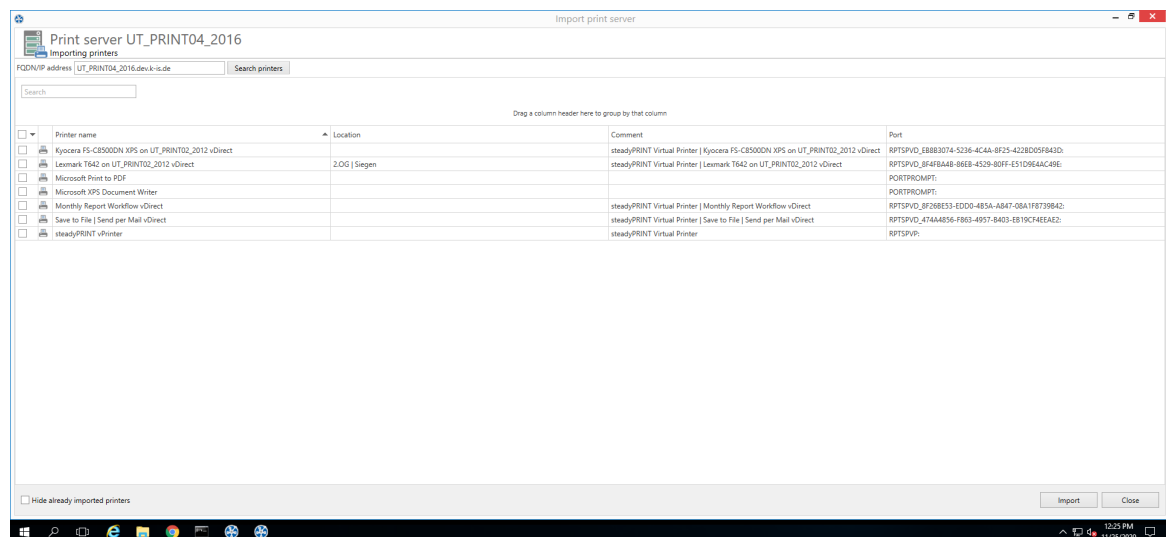 Import print server
Print server UT_PRINT04_2016
Importing printers
FQDN/IP address UT_PRINT04_2016.dev.k-is.de Search printers
Search
Drag a column header here to group by that column
Printer name Location Comment Port
Kyocera FS-C8500DN XPS on UT_PRINT02_2012 vDirect steadyPRINT Virtual Printer | Kyocera FS-C8500DN XPS on UT_PRINT02_2012 vDirect RPTSPVD_EB8B3074-5236-4C4A-8F25-422BD05F843D:
Lexmark T642 on UT_PRINT02_2012 vDirect 2.OG | Siegen steadyPRINT Virtual Printer | Lexmark T642 on UT_PRINT02_2012 vDirect RPTSPVD_8F4FBA4B-86EB-4529-80FF-E51D9E4AC49E:
Microsoft Print to PDF PORTPROMPT:
Microsoft XPS Document Writer PORTPROMPT:
Monthly Report Workflow vDirect steadyPRINT Virtual Printer | Monthly Report Workflow vDirect RPTSPVD_8F26BE53-EDD0-4B5A-A847-08A1F8739B42:
Save to File | Send per Mail vDirect steadyPRINT Virtual Printer | Save to File | Send per Mail vDirect RPTSPVD_474A4856-F863-4957-B403-EB19CF4EEAE2:
steadyPRINT vPrinter steadyPRINT Virtual Printer RPTSPVP:
Hide already imported printers Import Close
12:25 PM
11/25/2020